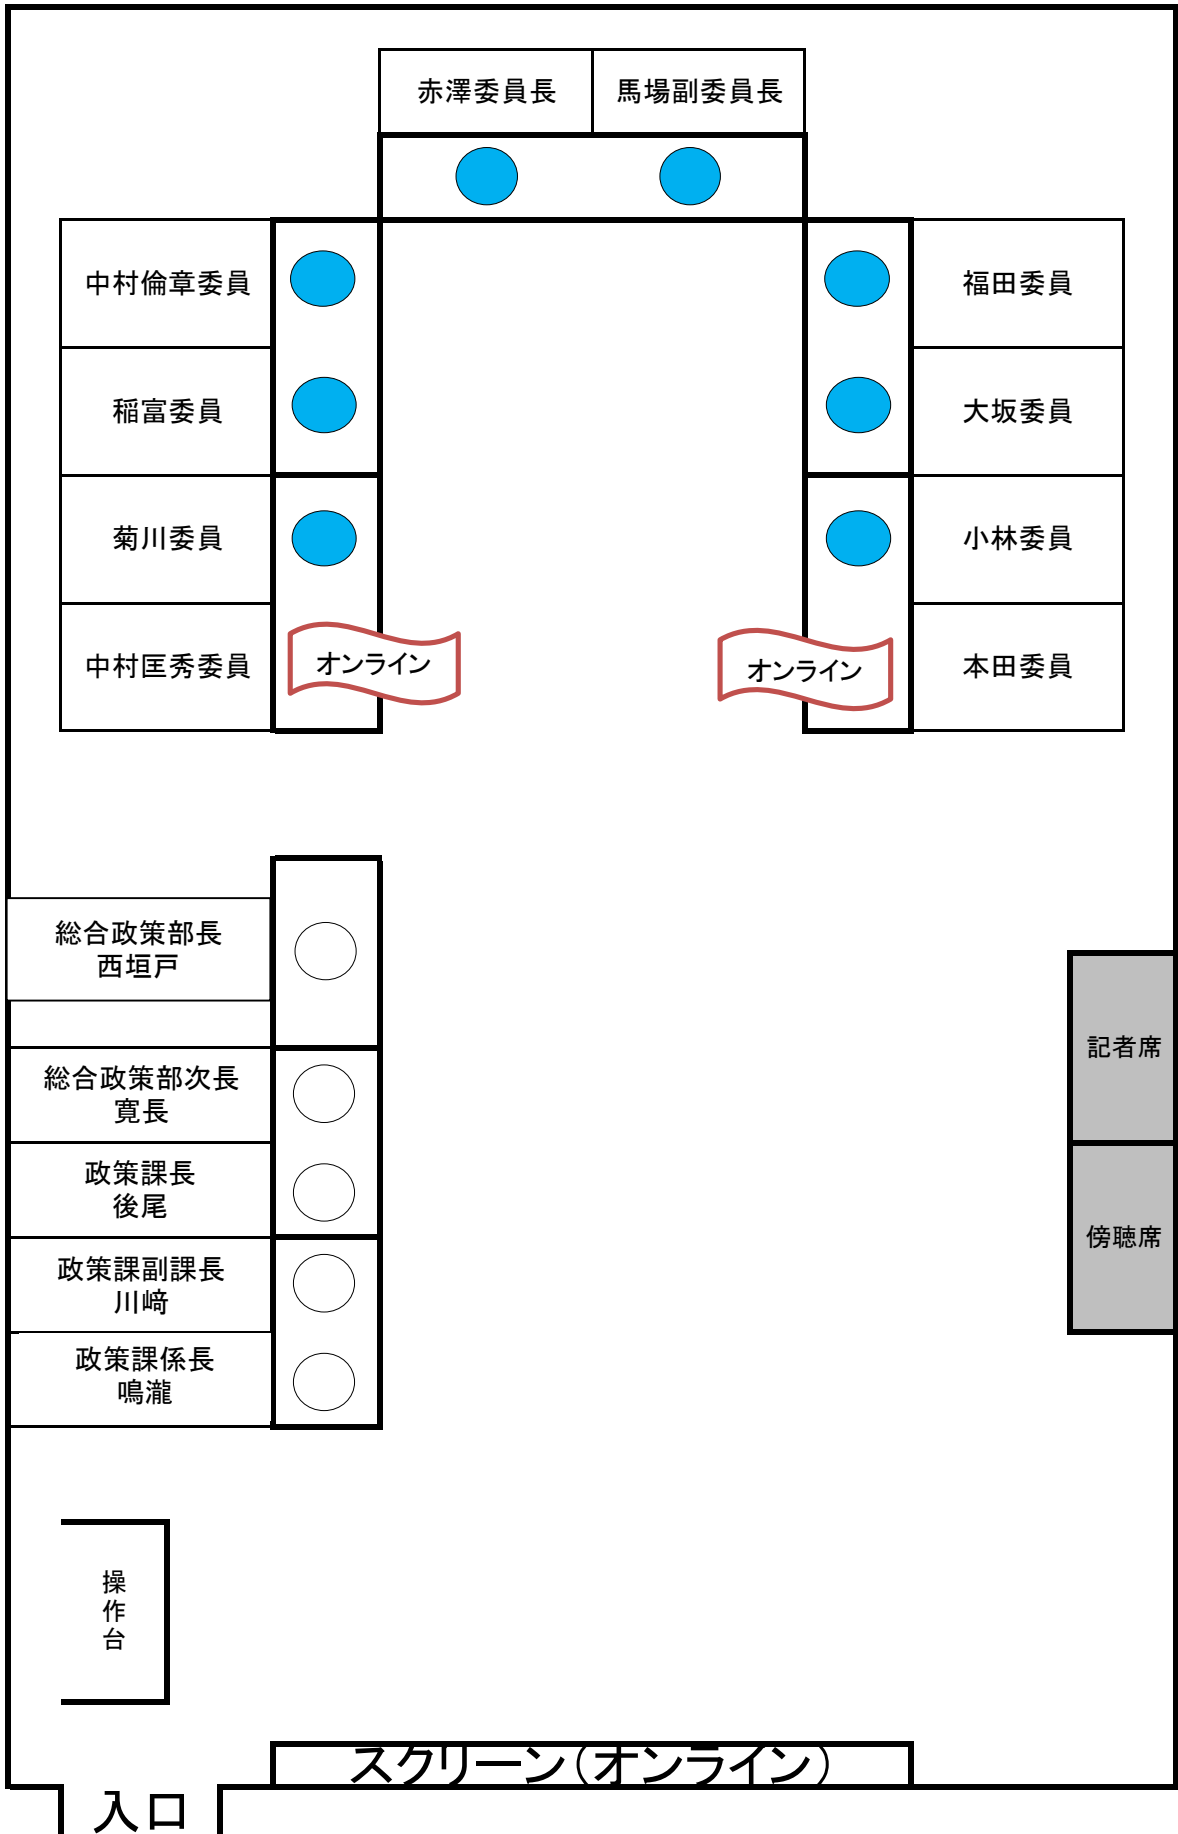 赤澤委員長
馬場副委員長
中村倫章委員
福田委員
稲富委員
大坂委員
菊川委員
小林委員
中村匡秀委員
オンライン
オンライン
本田委員
総合政策部長
西垣戸
総合政策部次長
寛長
政策課長
後尾
政策課副課長
川﨑
政策課係長
鳴瀧
記者席
傍聴席
操作台
スクリーン（オンライン）
入口